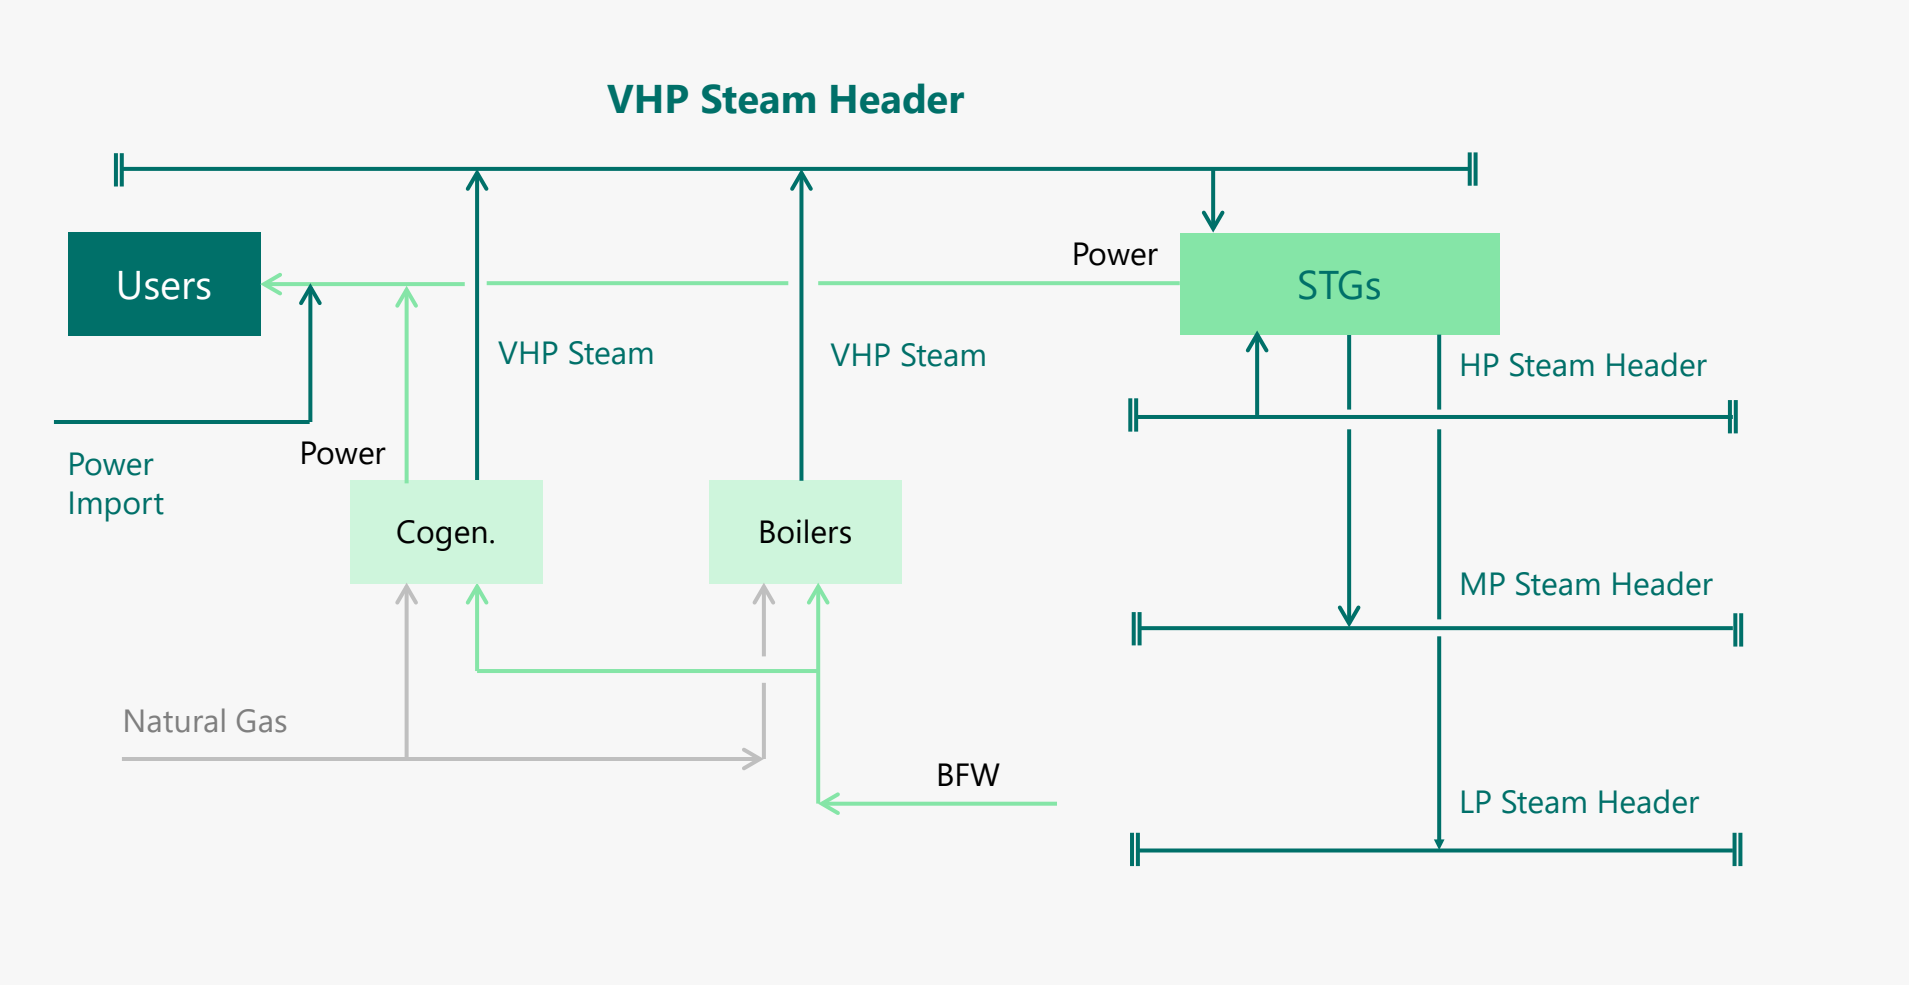 VHP Steam Header
Users
Power
STGs
VHP Steam
VHP Steam
HP Steam Header
Power
Import
Power
Cogen.
Boilers
MP Steam Header
Natural Gas
BFW
LP Steam Header